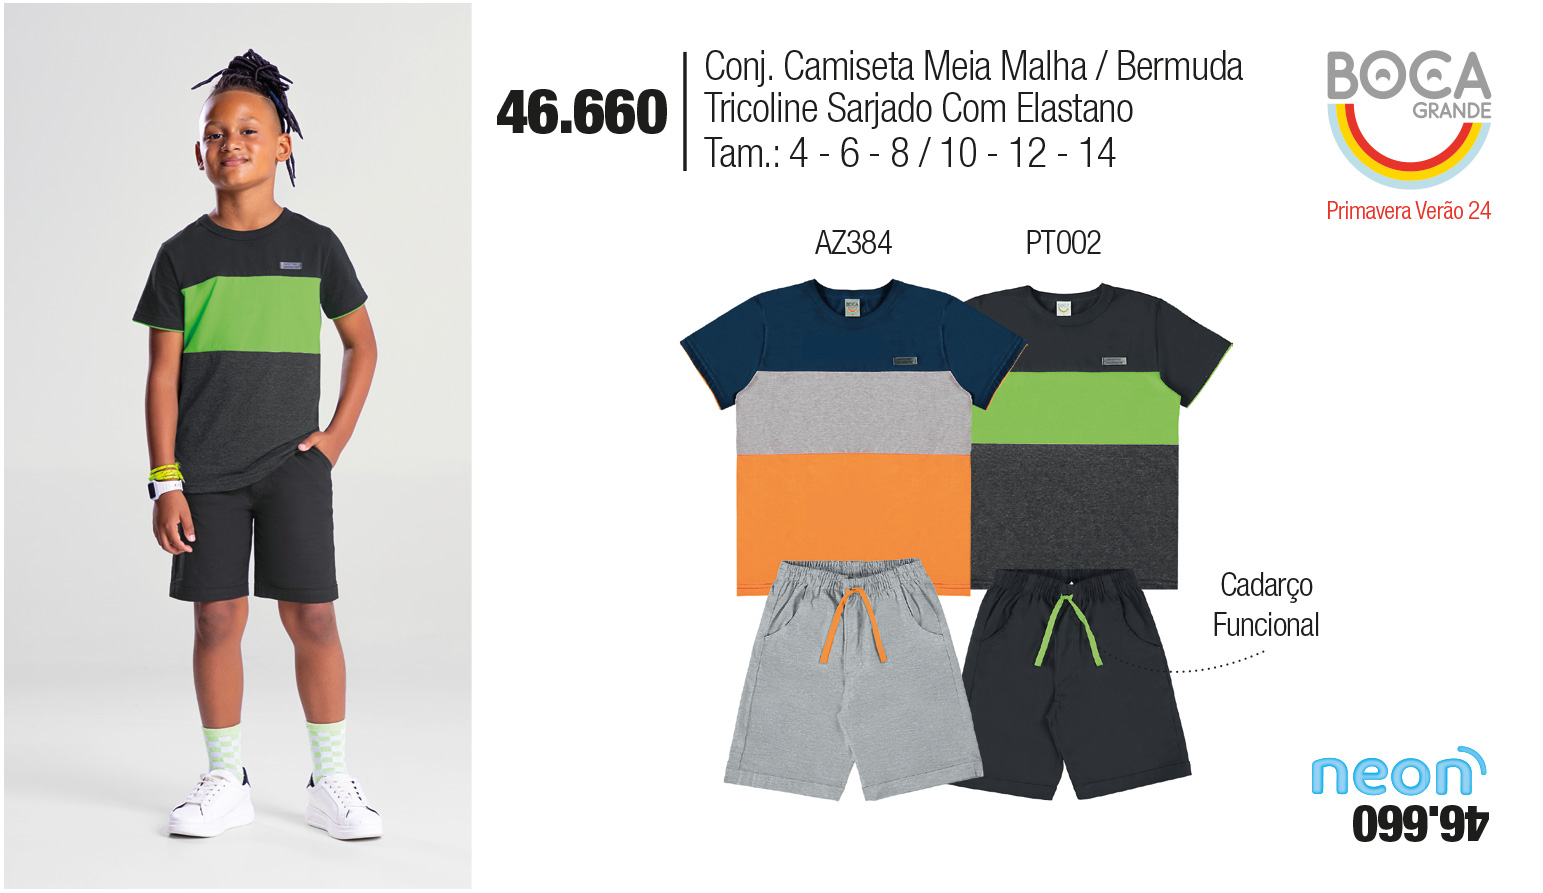 46.660
Conj. Camiseta Meia Malha / Bermuda
Tricoline Sarjado Com Elastano
Tam.: 4 - 6 - 8 / 10 - 12 - 14
BOCA
GRANDE
Primavera Verão 24
AZ384
PT002
BOCA
Cadarço
Funcional
neon
46.660